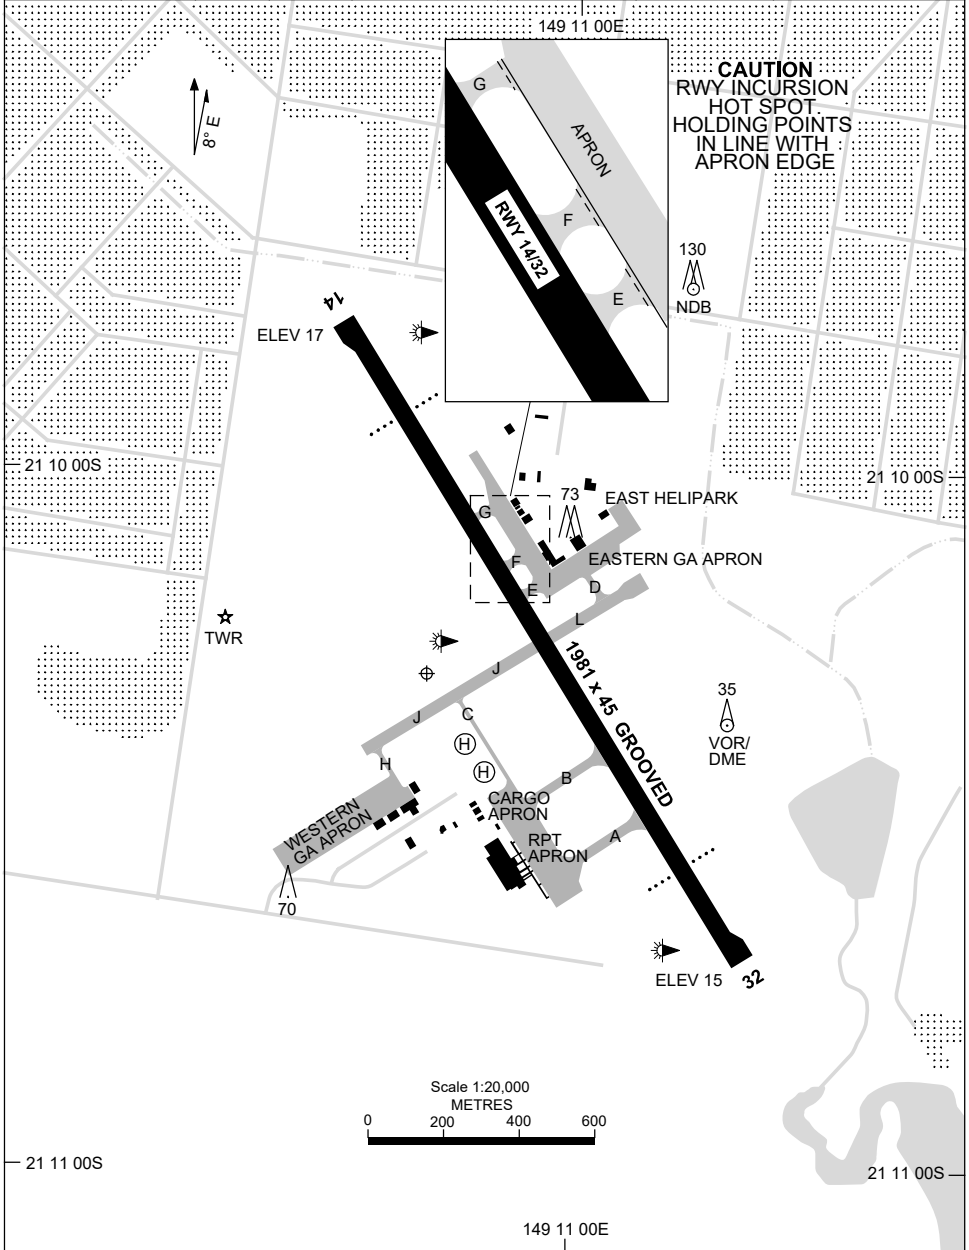 149 11 00E
CAUTION
RWY INCURSION
HOT SPOT.
HOLDING POINTS
IN LINE WITH
APRON EDGE
G
APRON
8° E
F
RWY 14/32
E
130
NDB
14
ELEV 17
21 10 00S
21 10 00S
73
EAST HELIPARK
G
EASTERN GA APRON
F
E
D
L
TWR
J
1981 x 45 GROOVED
35
VOR/
DME
J
C
H
H
H
B
CARGO
APRON
WESTERN
GA APRON
RPT
APRON
A
70
ELEV 15
32
Scale 1:20,000
METRES
0 200 400 600
21 11 00S
21 11 00S
149 11 00E